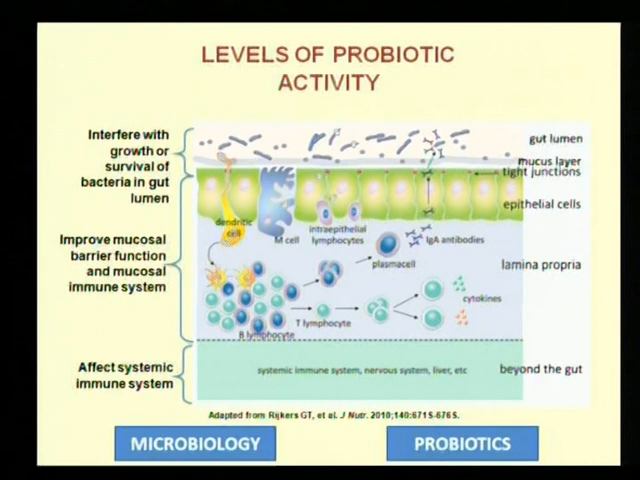 LEVELS OF PROBIOTIC
ACTIVITY
Interfere with
growth or
survival of
bacteria in gut
lumen
Improve mucosal
barrier function
and mucosal
immune system
Affect systemic
immune system
gut lumen
mucus layer
tight junctions
epithelial cells
lamina propria
beyond the gut
dendritic
cell
M cell
intraepithelial
lymphocytes
IgA antibodies
plasmacell
cytokines
T lymphocyte
B lymphocyte
systemic immune system, nervous system, liver, etc
Adapted from Rijkers GT, et al. J Nutr. 2010;140:671S-676S.
MICROBIOLOGY
PROBIOTICS